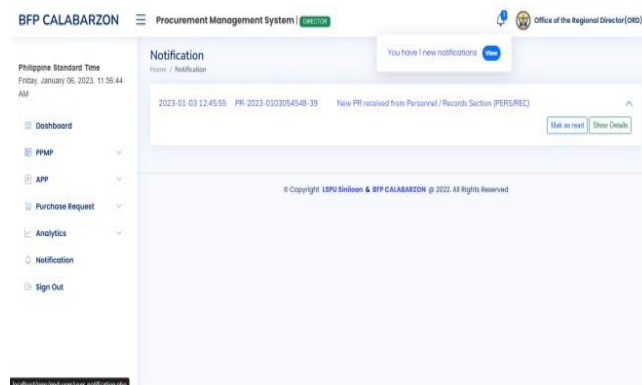 BFP CALABARZON
Procurement Management System | DIRECTOR
1
Office of the Regional Director(ORD)
You have 1 new notifications View
Philippine Standard Time
Friday, January 06, 2023, 11:56:44
AM
Notification
Home / Notification
2023-01-03 12:45:55 PR-2023-0103054548-39 New PR received from Personnel / Records Section (PERS/REC)
Mak as read Show Details
Dashboard
PPMP
APP
Purchase Request
Analytics
Notification
Sign Out
© Copyright LSPU Siniloan & BFP CALABARZON @ 2022. All Rights Reserved